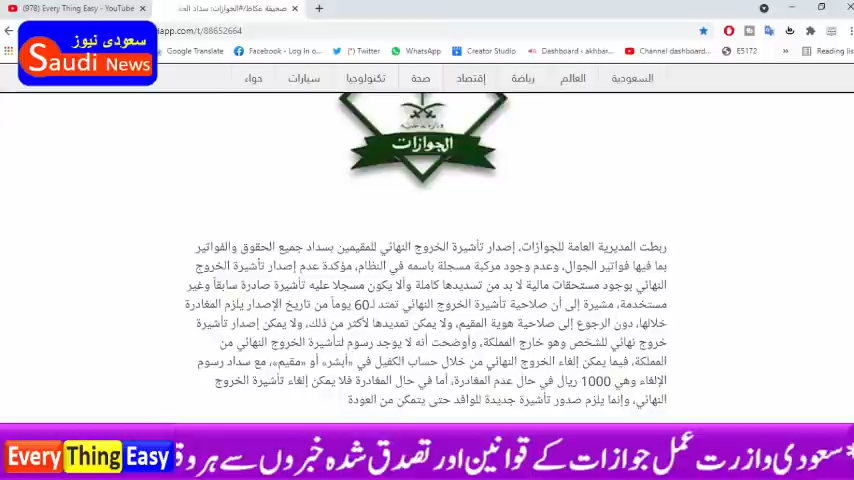 (978) Every Thing Easy - YouTube
صحيفة عكاظ/#الجوازات: سداد الحـ
dapp.com/t/88652664
Google Translate
Facebook - Log In o...
(*) Twitter
WhatsApp
Creator Studio
Dashboard - akhbar...
Channel dashboard...
E5172
Reading list
سعودی نیوز
Saudi News
السعودية
العالم
رياضة
إقتصاد
صحة
تكنولوجيا
سيارات
حواء
الجوازات
ربطت المديرية العامة للجوازات، إصدار تأشيرة الخروج النهائي للمقيمين بسداد جميع الحقوق والفواتير
بما فيها فواتير الجوال، وعدم وجود مركبة مسجلة باسمه في النظام، مؤكدة عدم إصدار تأشيرة الخروج
النهائي بوجود مستحقات مالية لا بد من تسديدها كاملة وألا يكون مسجلا عليه تأشيرة صادرة سابقاً وغير
مستخدمة، مشيرة إلى أن صلاحية تأشيرة الخروج النهائي تمتد لـ60 يوماً من تاريخ الإصدار يلزم المغادرة
خلالها، دون الرجوع إلى صلاحية هوية المقيم، ولا يمكن تمديدها لأكثر من ذلك، ولا يمكن إصدار تأشيرة
خروج نهائي للشخص وهو خارج المملكة، وأوضحت أنه لا يوجد رسوم لتأشيرة الخروج النهائي من
المملكة، فيما يمكن إلغاء الخروج النهائي من خلال حساب الكفيل في «أبشر» أو «مقيم»، مع سداد رسوم
الإلغاء وهي 1000 ريال في حال عدم المغادرة، أما في حال المغادرة فلا يمكن إلغاء تأشيرة الخروج
النهائي، وإنما يلزم صدور تأشيرة جديدة للوافد حتى يتمكن من العودة
*سعودی وازرت عمل جوازات کے قوانین اور تصدق شدہ خبروں سے ہر وق
Every Thing Easy